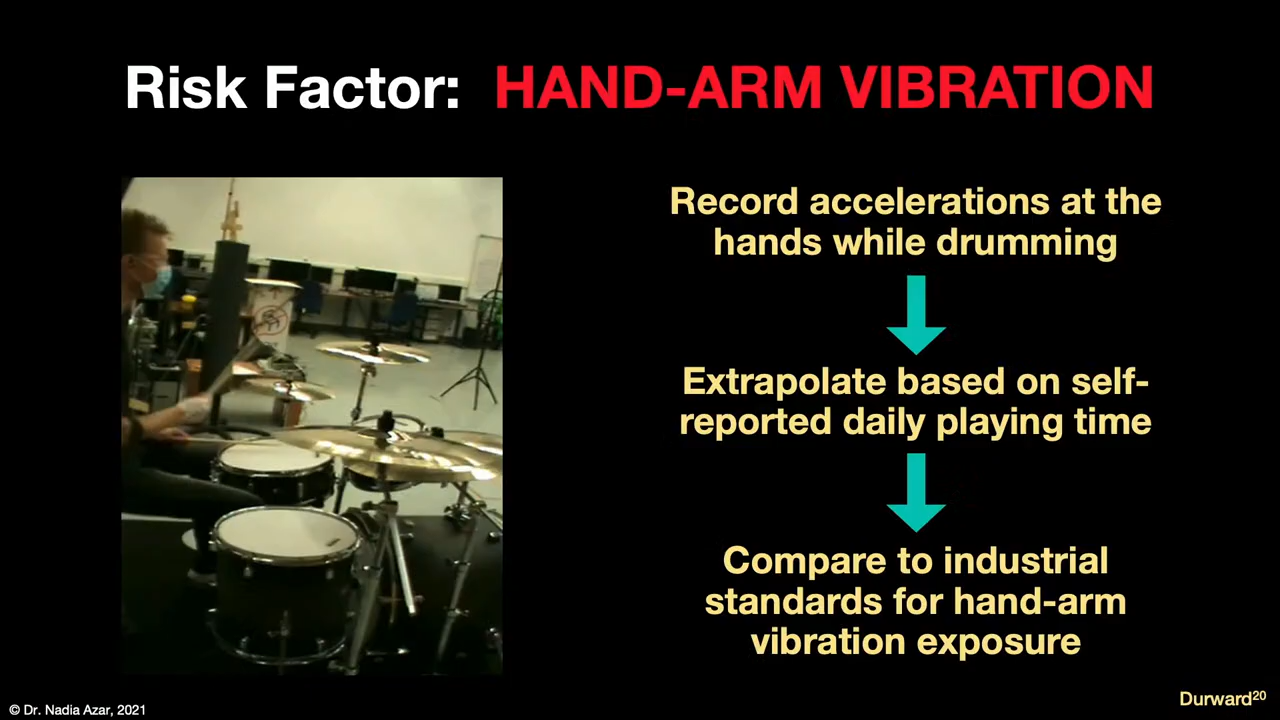 Risk Factor: HAND-ARM VIBRATION
Record accelerations at the
hands while drumming
Extrapolate based on self-
reported daily playing time
Compare to industrial
standards for hand-arm
vibration exposure
Durward20
© Dr. Nadia Azar, 2021